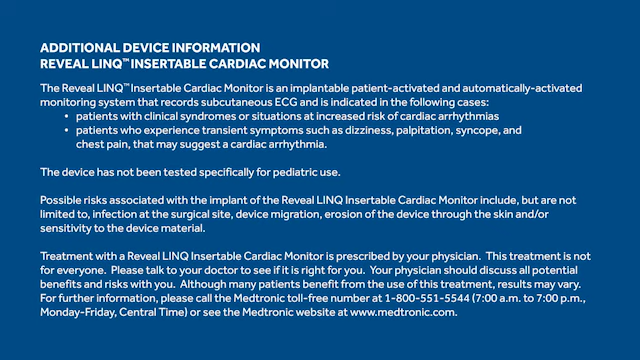 ADDITIONAL DEVICE INFORMATION
REVEAL LINQ™ INSERTABLE CARDIAC MONITOR
The Reveal LINQ™ Insertable Cardiac Monitor is an implantable patient-activated and automatically-activated
monitoring system that records subcutaneous ECG and is indicated in the following cases:
• patients with clinical syndromes or situations at increased risk of cardiac arrhythmias
• patients who experience transient symptoms such as dizziness, palpitation, syncope, and
chest pain, that may suggest a cardiac arrhythmia.
The device has not been tested specifically for pediatric use.
Possible risks associated with the implant of the Reveal LINQ Insertable Cardiac Monitor include, but are not
limited to, infection at the surgical site, device migration, erosion of the device through the skin and/or
sensitivity to the device material.
Treatment with a Reveal LINQ Insertable Cardiac Monitor is prescribed by your physician. This treatment is not
for everyone. Please talk to your doctor to see if it is right for you. Your physician should discuss all potential
benefits and risks with you. Although many patients benefit from the use of this treatment, results may vary.
For further information, please call the Medtronic toll-free number at 1-800-551-5544 (7:00 a.m. to 7:00 p.m.,
Monday-Friday, Central Time) or see the Medtronic website at www.medtronic.com.